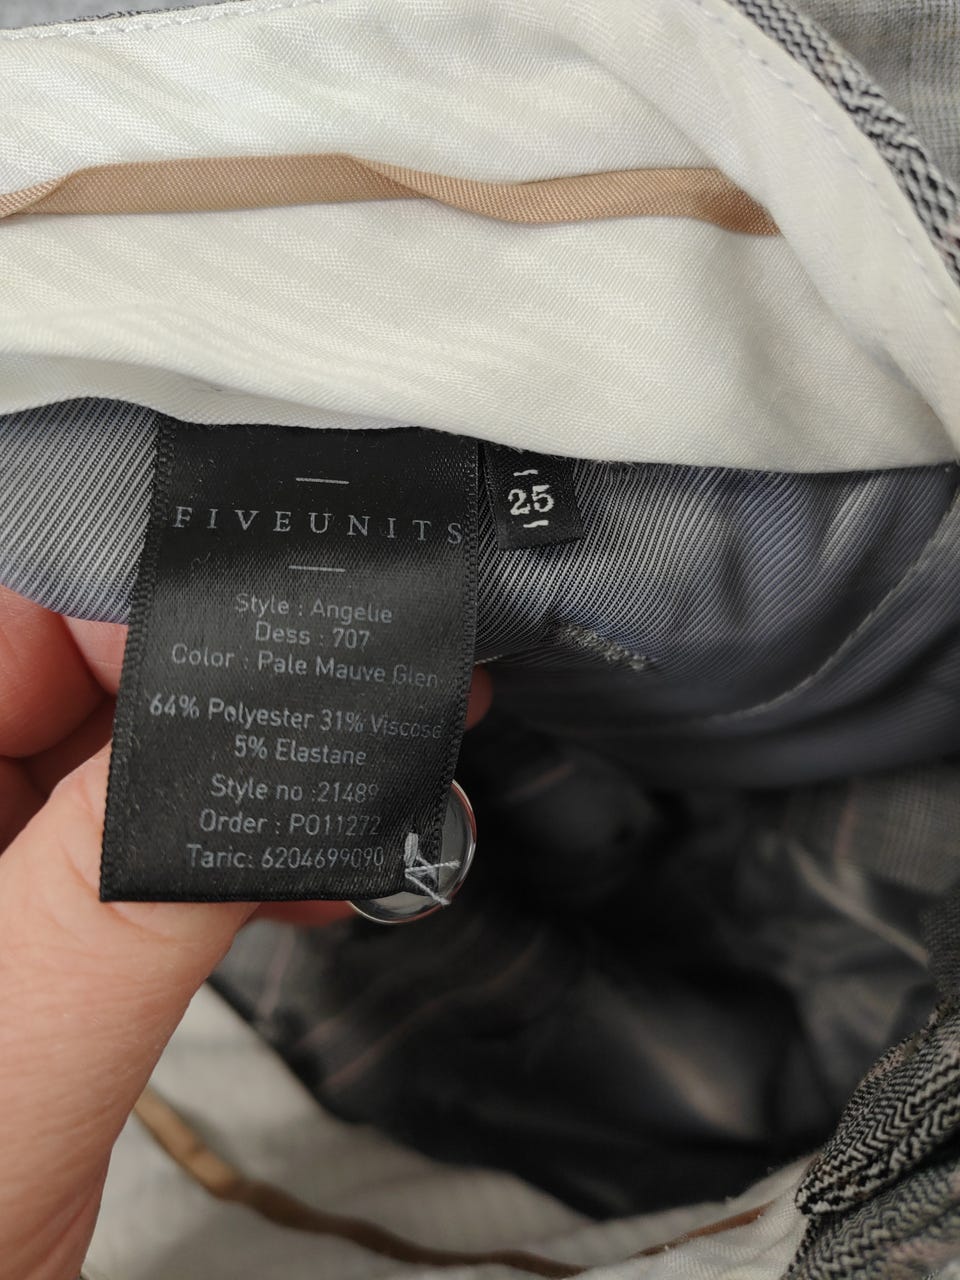 FIVEUNITS
Style : Angelie
Dess : 707
Color : Pale Mauve Glen
64% Polyester 31% Viscose
5% Elastane
Style no :21489
Order : PO11272
Taric: 6204699090
25